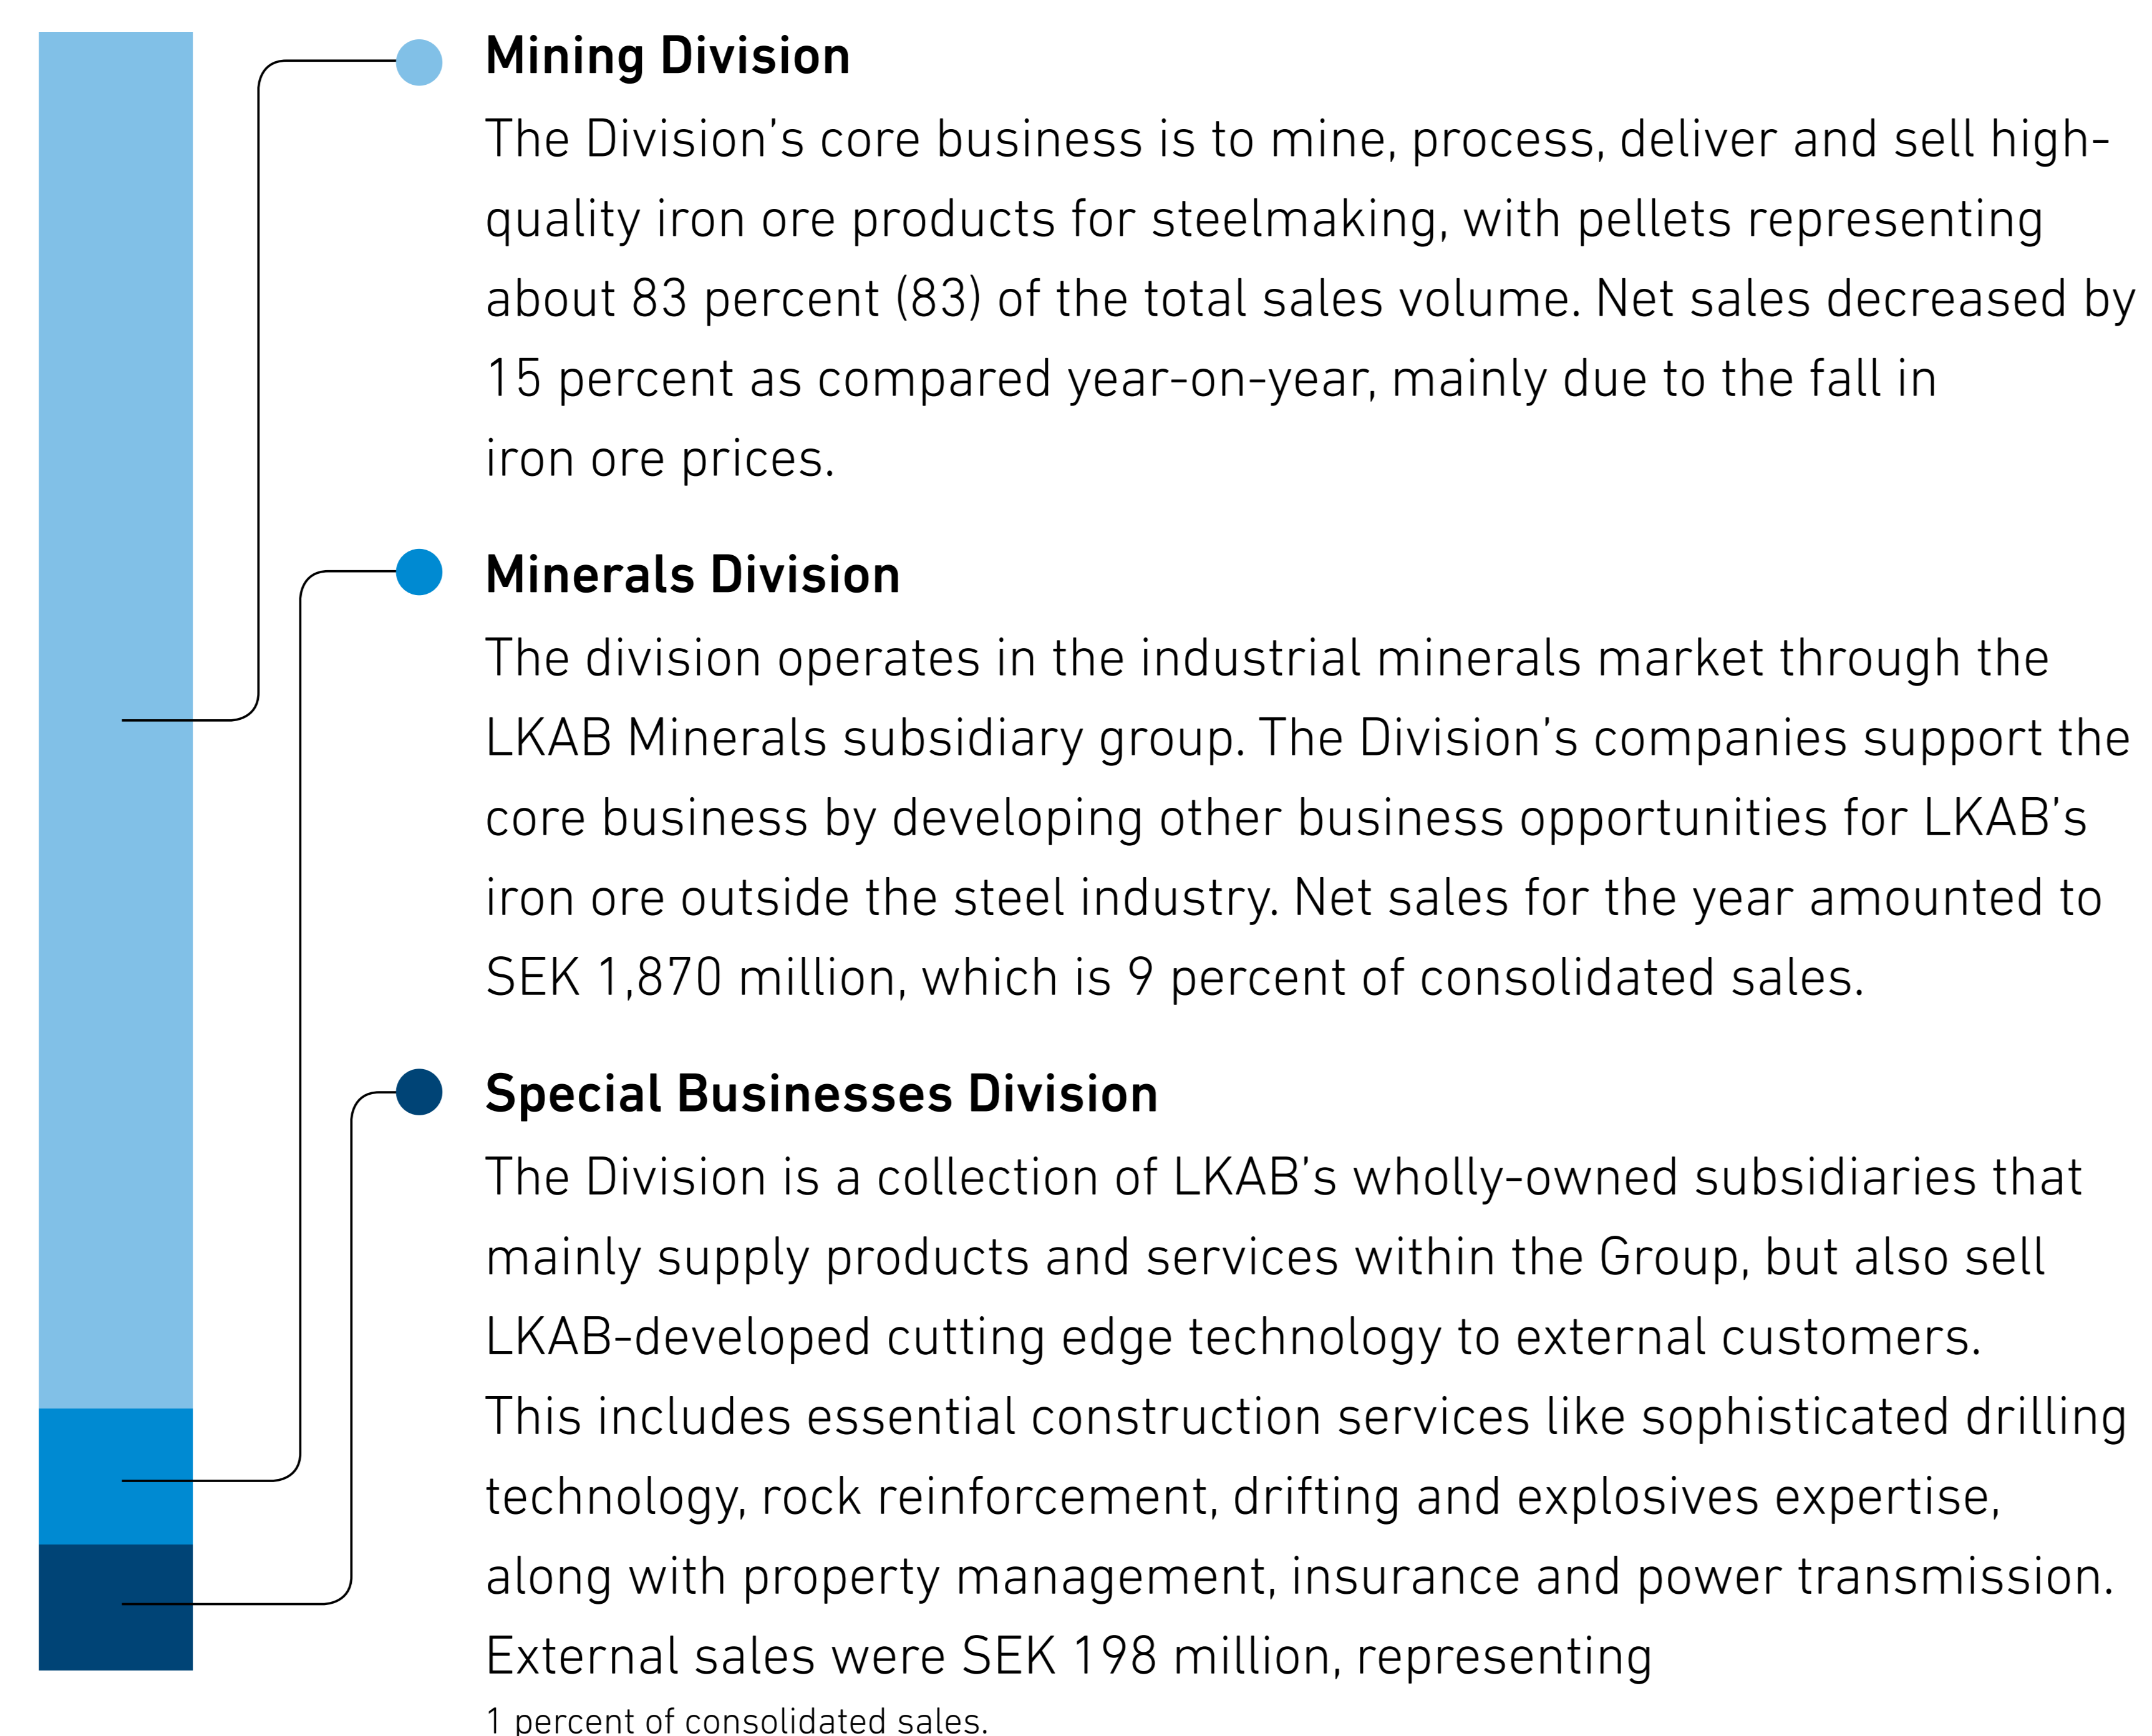 Mining Division
The Division’s core business is to mine, process, deliver and sell high-
quality iron ore products for steelmaking, with pellets representing
about 83 percent (83) of the total sales volume. Net sales decreased by
15 percent as compared year-on-year, mainly due to the fall in
iron ore prices.
Minerals Division
The division operates in the industrial minerals market through the
LKAB Minerals subsidiary group. The Division’s companies support the
core business by developing other business opportunities for LKAB’s
iron ore outside the steel industry. Net sales for the year amounted to
SEK 1,870 million, which is 9 percent of consolidated sales.
Special Businesses Division
The Division is a collection of LKAB’s wholly-owned subsidiaries that
mainly supply products and services within the Group, but also sell
LKAB-developed cutting edge technology to external customers.
This includes essential construction services like sophisticated drilling
technology, rock reinforcement, drifting and explosives expertise,
along with property management, insurance and power transmission.
External sales were SEK 198 million, representing
1 percent of consolidated sales.